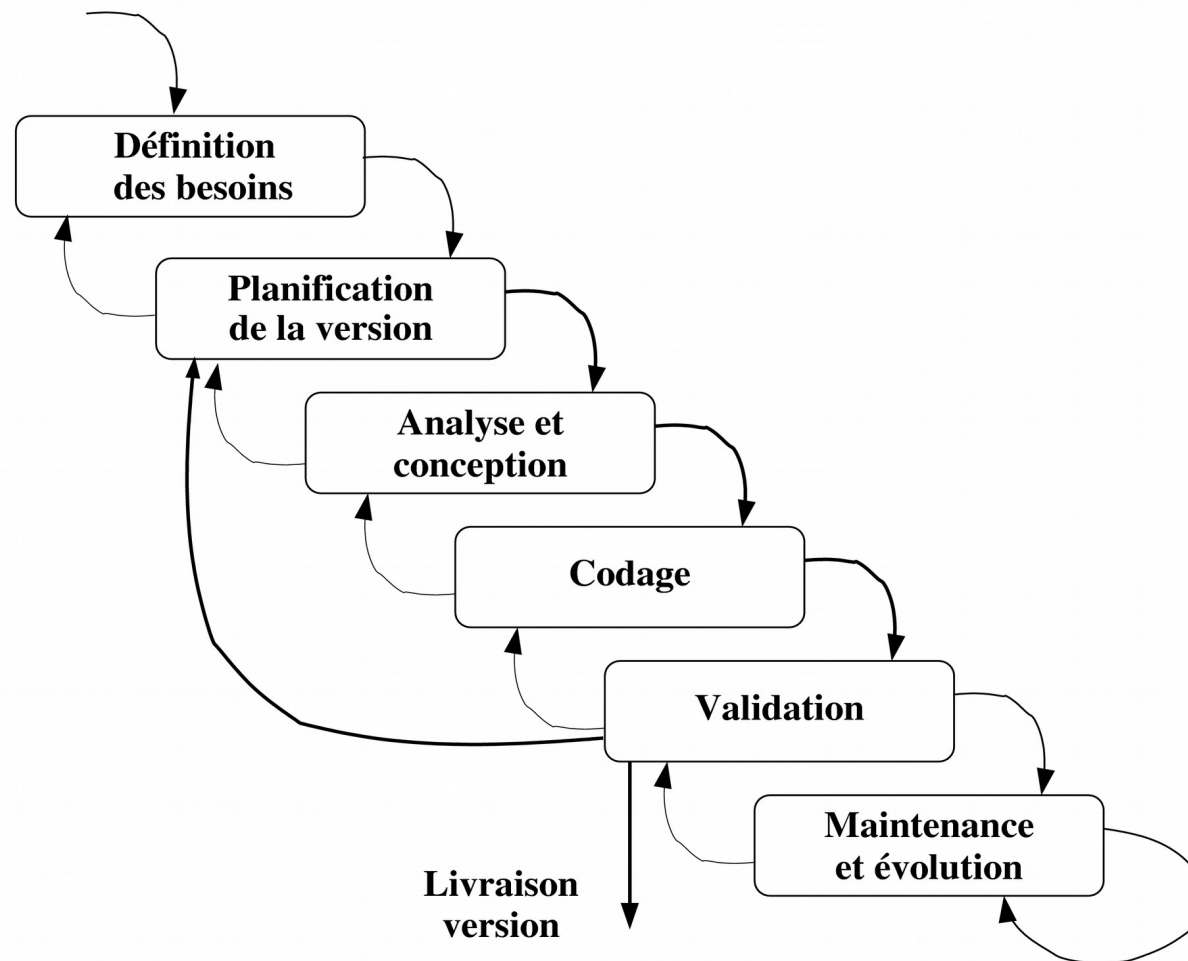 Définition
des besoins
Planification
de la version
Analyse et
conception
Codage
Validation
Maintenance
et évolution
Livraison
version